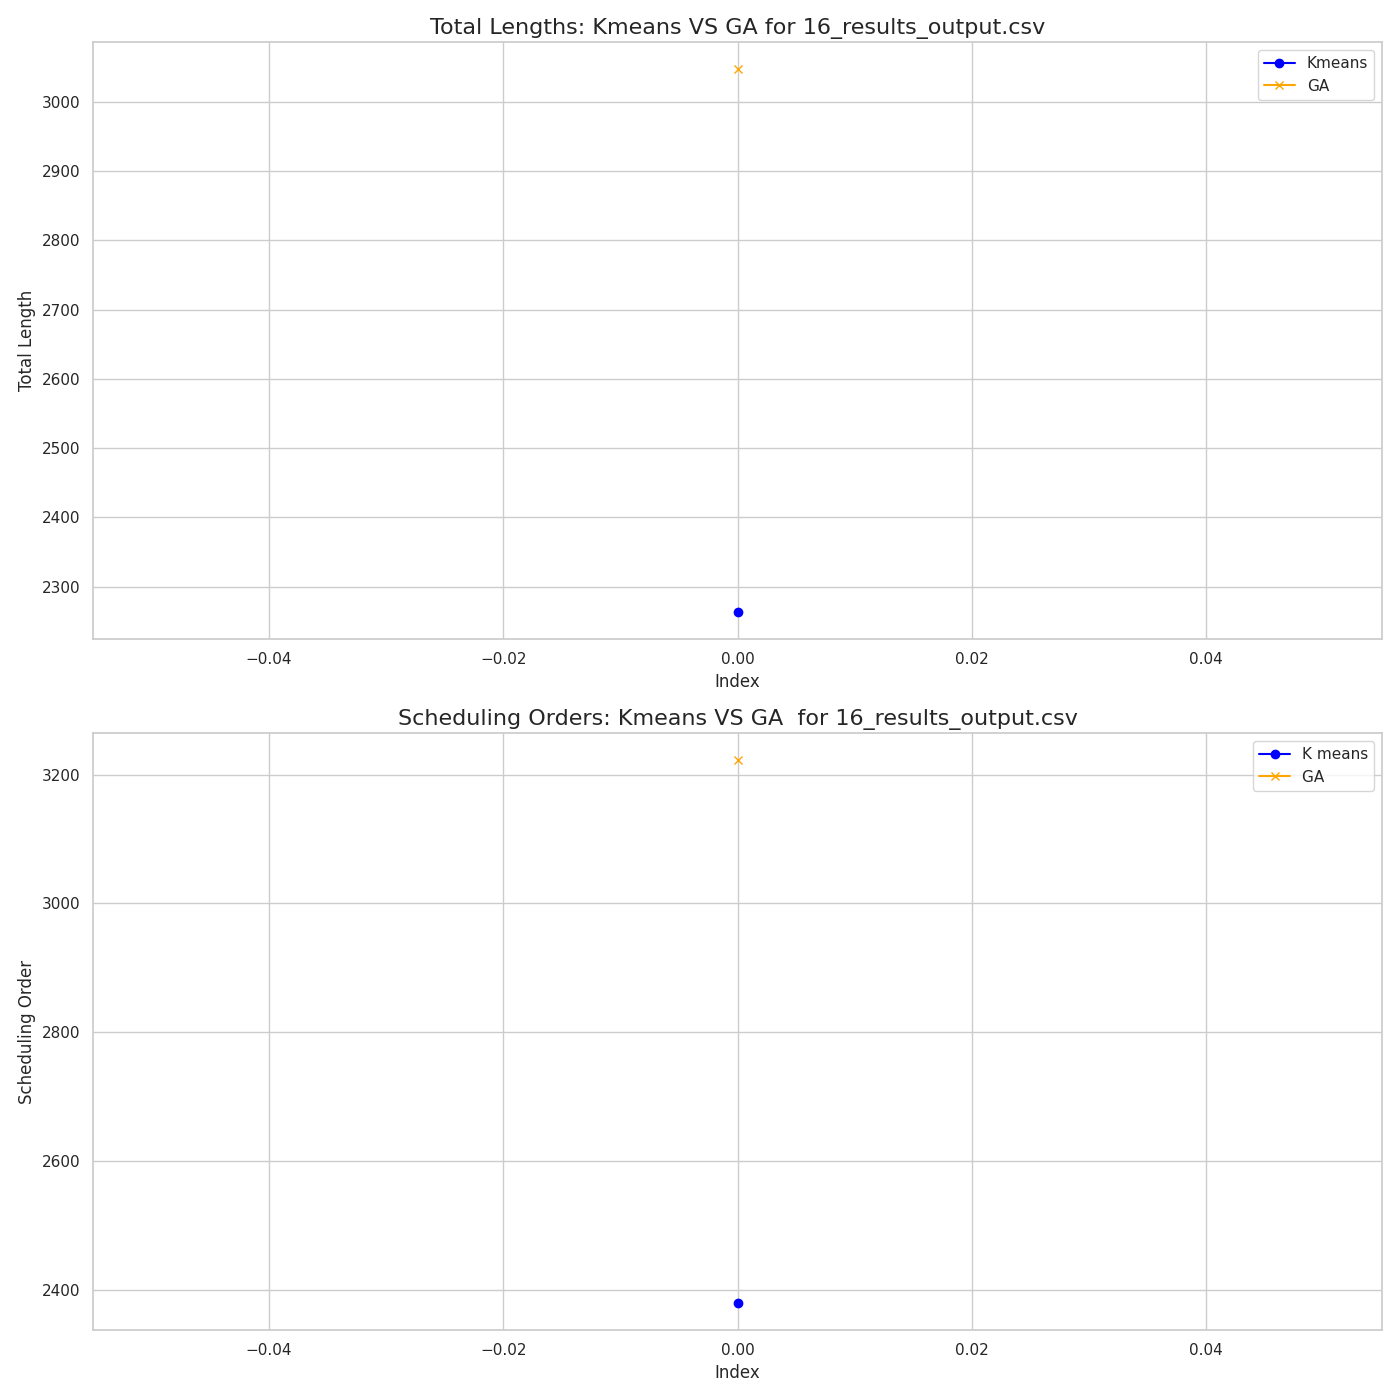 Total Lengths: Kmeans VS GA for 16_results_output.csv
Kmeans
GA
3000
2900
2800
2700
2600
2500
2400
2300
Total Length
−0.04 −0.02 0.00 0.02 0.04
Index
Scheduling Orders: Kmeans VS GA  for 16_results_output.csv
K means
GA
3200
3000
2800
2600
2400
Scheduling Order
−0.04 −0.02 0.00 0.02 0.04
Index